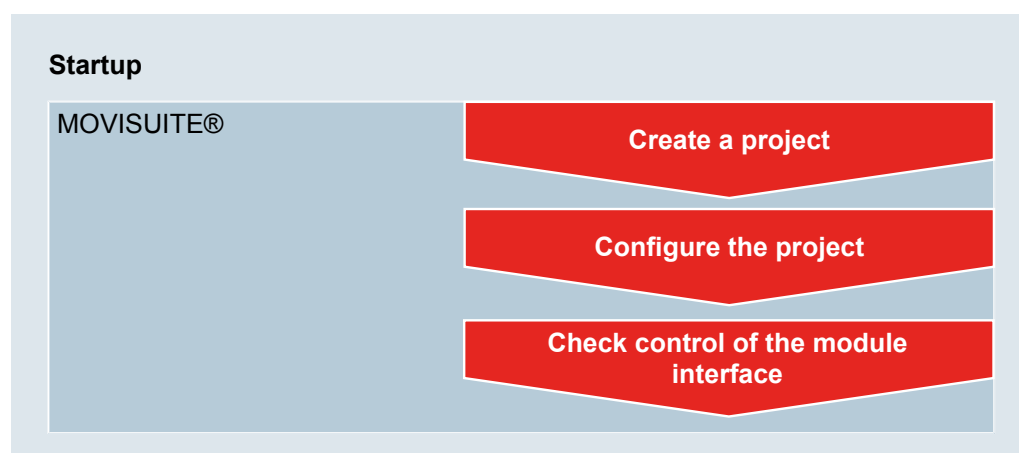 Startup
MOVISUITE®
Create a project
Configure the project
Check control of the module
interface